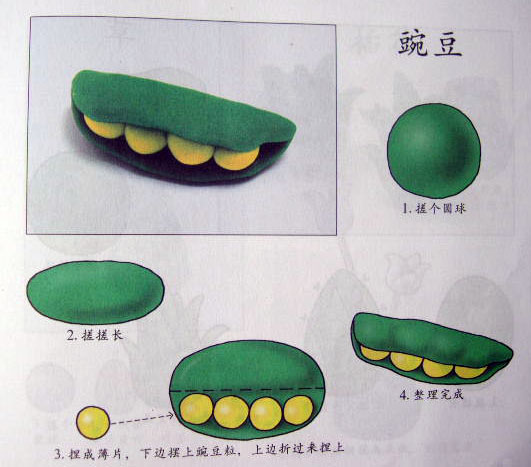 豌豆
1. 搓个圆球
2. 搓搓长
3. 捏成薄片，下边摆上豌豆粒，上边折过来捏上
4. 整理完成